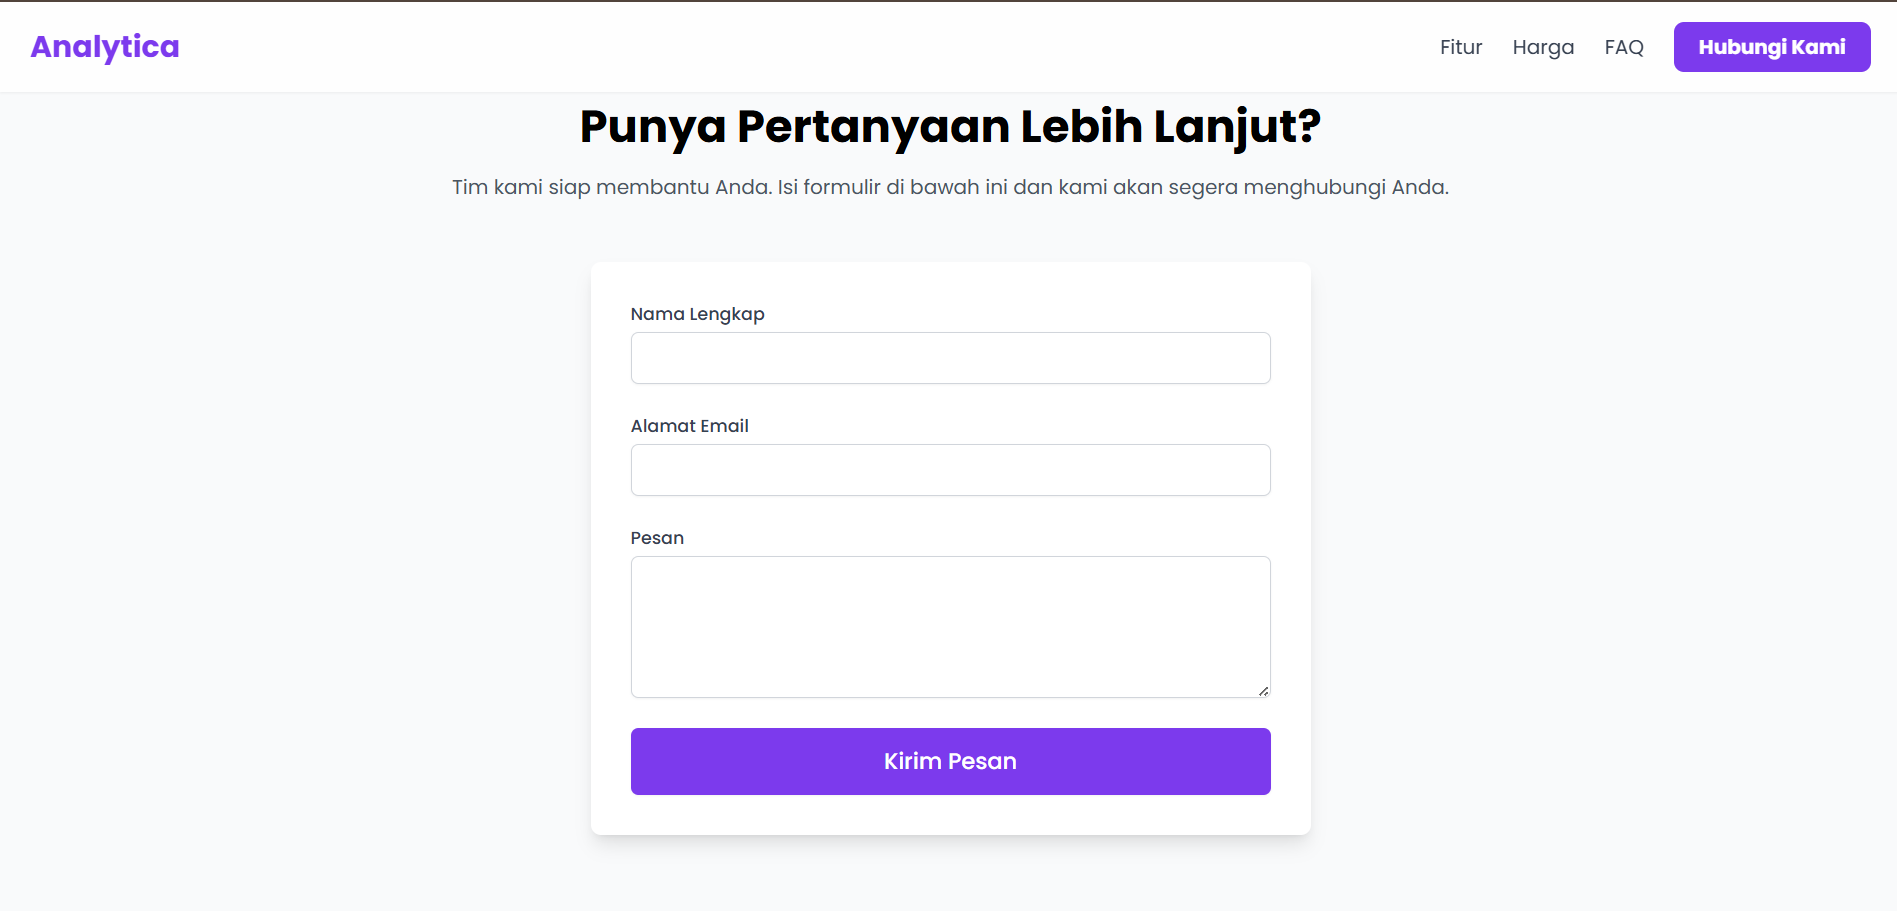 Analytica
Fitur
Harga
FAQ
Hubungi Kami
Punya Pertanyaan Lebih Lanjut?
Tim kami siap membantu Anda. Isi formulir di bawah ini dan kami akan segera menghubungi Anda.
Nama Lengkap
Alamat Email
Pesan
Kirim Pesan